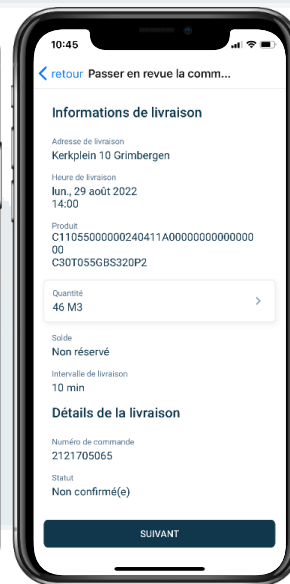 10:45
retour Passer en revue la comm...
Informations de livraison
Adresse de livraison
Kerkplein 10 Grimbergen
Heure de livraison
lun., 29 août 2022
14:00
Produit
C11055000000240411A00000000000000
00
C30T055GBS320P2
Quantité
46 M3
Solde
Non réservé
Intervalle de livraison
10 min
Détails de la livraison
Numéro de commande
2121705065
Statut
Non confirmé(e)
SUIVANT